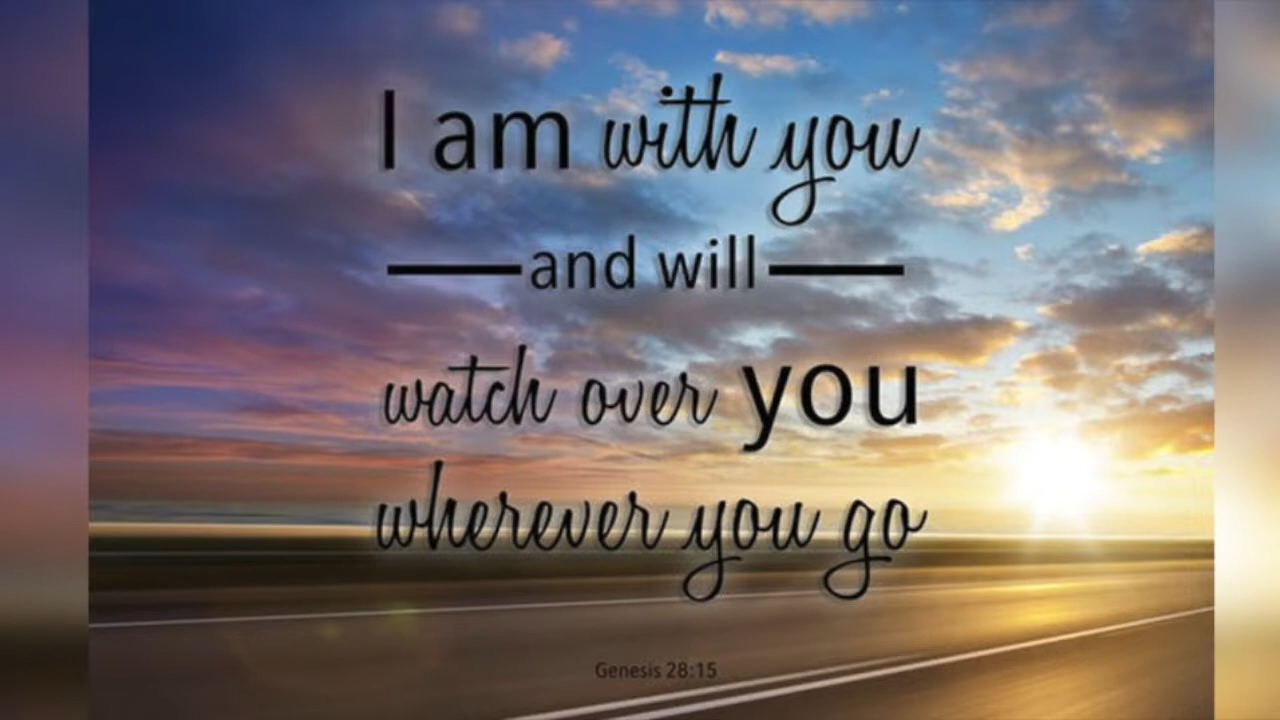 I am with you
and will
watch over you
wherever you go
Genesis 28:15